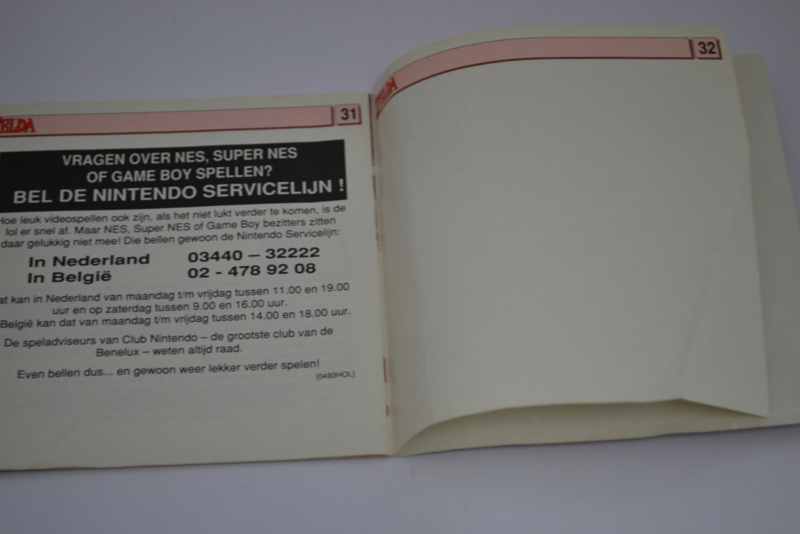 ELDA
31
VRAGEN OVER NES, SUPER NES
OF GAME BOY SPELLEN?
BEL DE NINTENDO SERVICELIJN !
Hoe leuk videospellen ook zijn, als het niet lukt verder te komen, is de
lol er snel af. Maar NES, Super NES of Game Boy bezitters zitten
daar gelukkig niet mee! Die bellen gewoon de Nintendo Servicelijn:
In Nederland 03440 – 32222
In België 02 - 478 92 08
at kan in Nederland van maandag t/m vrijdag tussen 11.00 en 19.00
uur en op zaterdag tussen 9.00 en 16.00 uur.
België kan dat van maandag t/m vrijdag tussen 14.00 en 18.00 uur.
De speladviseurs van Club Nintendo – de grootste club van de
Benelux – weten altijd raad.
Even bellen dus... en gewoon weer lekker verder spelen!
[0493HOL]
32